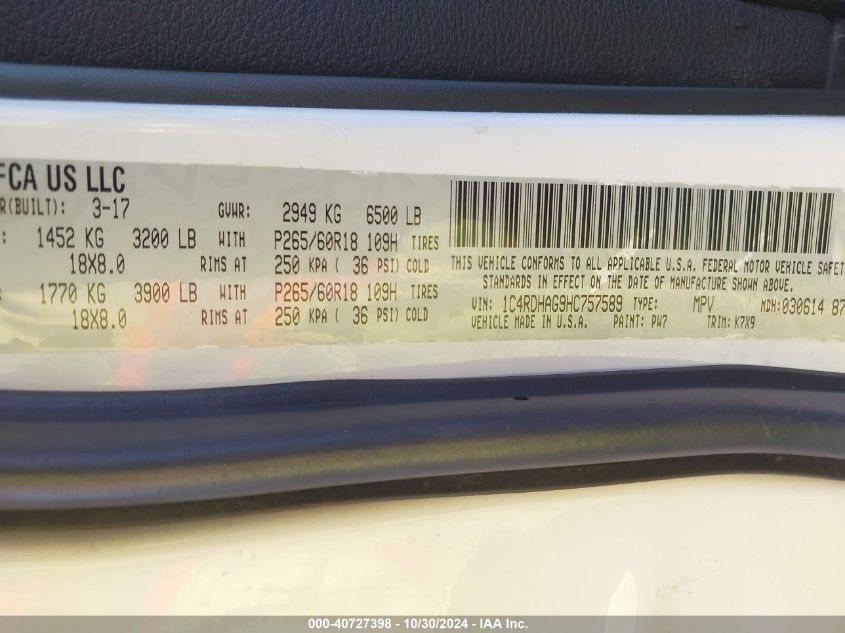 FCA US LLC
R(BUILT): 3-17 GVWR: 2949 KG 6500 LB
: 1452 KG 3200 LB WITH P265/60R18 109H TIRES
18X8.0 RIMS AT 250 KPA ( 36 PSI) COLD
: 1770 KG 3900 LB WITH P265/60R18 109H TIRES
18X8.0 RIMS AT 250 KPA ( 36 PSI) COLD
THIS VEHICLE CONFORMS TO ALL APPLICABLE U.S.A. FEDERAL MOTOR VEHICLE SAFET
STANDARDS IN EFFECT ON THE DATE OF MANUFACTURE SHOWN ABOVE.
VIN: 1C4RDHAG9HC757589 TYPE: MPV MDH:030614 87
VEHICLE MADE IN U.S.A. PAINT: PW7 TRIM: K7X9
000-40727398 - 10/30/2024 - IAA Inc.